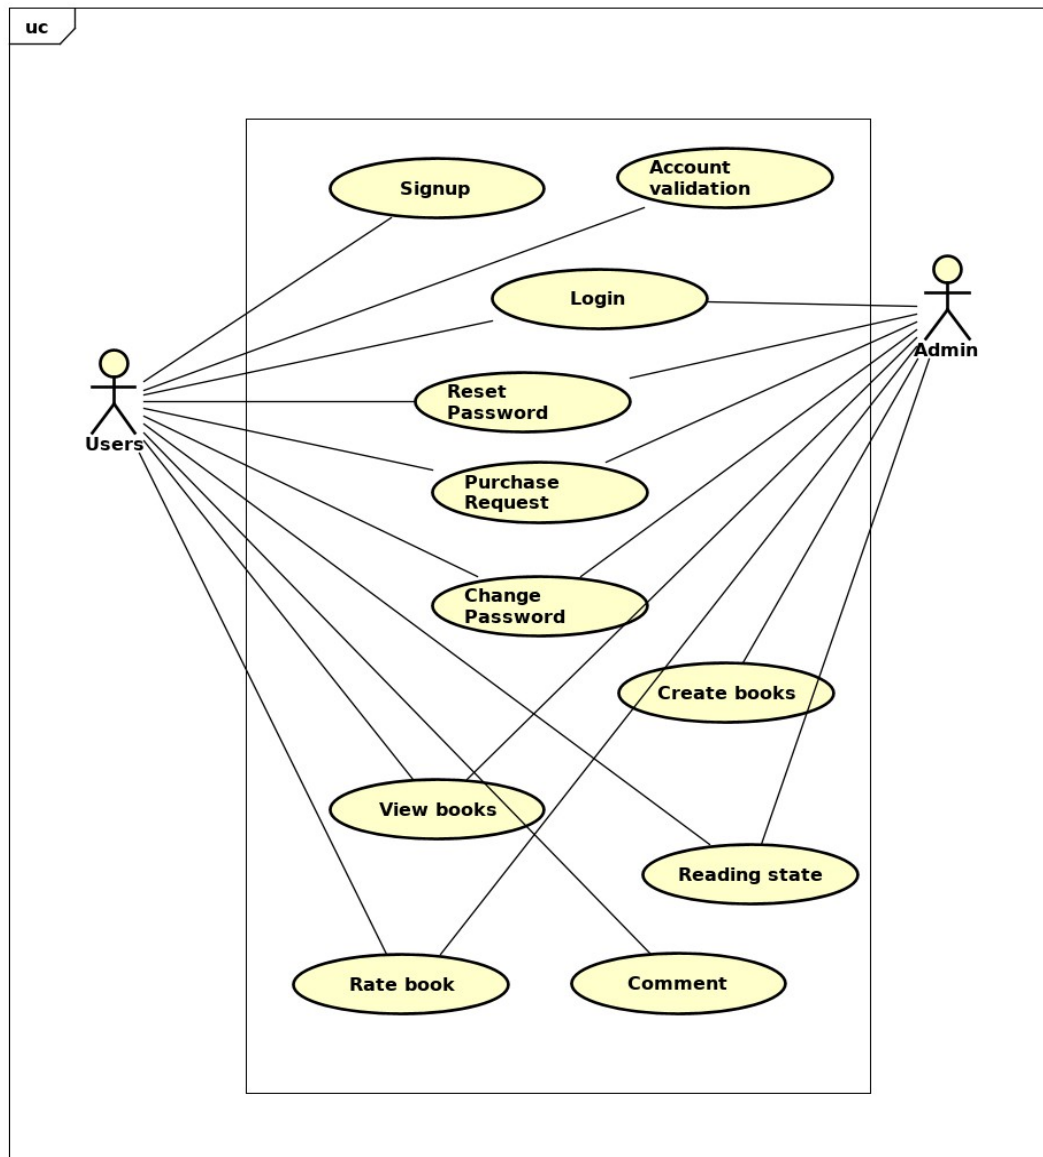 uc
Signup
Account
validation
Login
Admin
Reset
Password
Users
Purchase
Request
Change
Password
Create books
View books
Reading state
Rate book
Comment